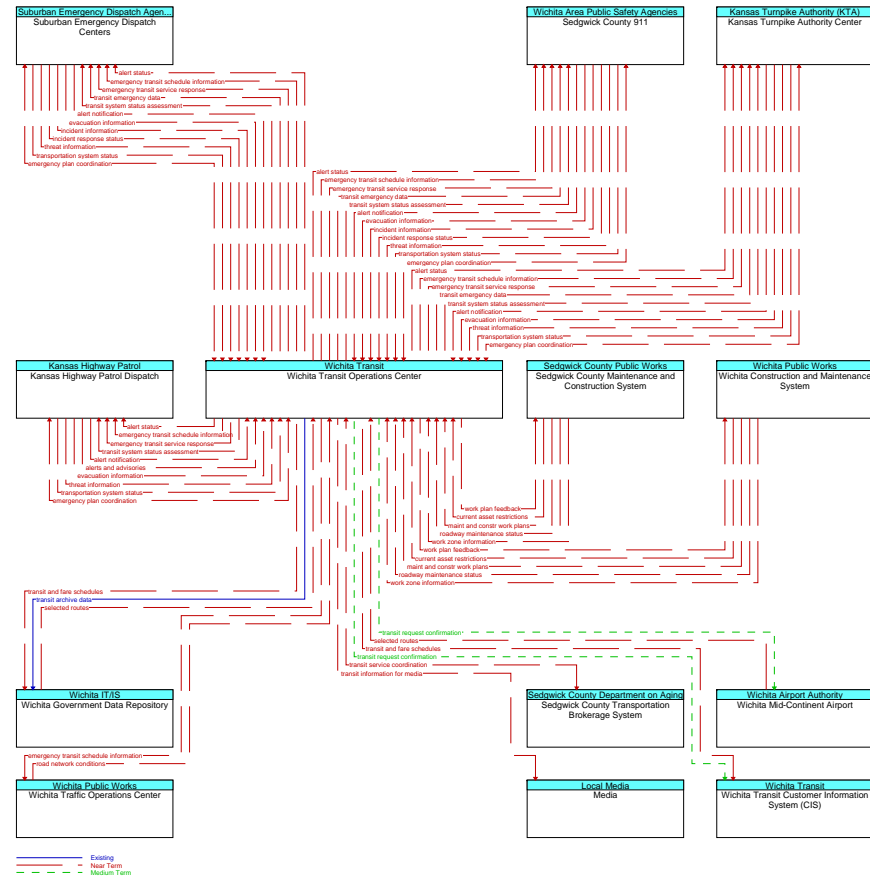 Suburban Emergency Dispatch Agen...
Suburban Emergency Dispatch
Centers
Wichita Area Public Safety Agencies
Sedgwick County 911
Kansas Turnpike Authority (KTA)
Kansas Turnpike Authority Center
alert status
emergency transit schedule information
emergency transit service response
transit emergency data
transit system status assessment
alert notification
evacuation information
incident information
incident response status
threat information
transportation system status
emergency plan coordination
alert status
emergency transit schedule information
emergency transit service response
transit emergency data
transit system status assessment
alert notification
evacuation information
incident information
incident response status
threat information
transportation system status
emergency plan coordination
alert status
emergency transit schedule information
emergency transit service response
transit emergency data
transit system status assessment
alert notification
evacuation information
threat information
transportation system status
emergency plan coordination
Kansas Highway Patrol
Kansas Highway Patrol Dispatch
Wichita Transit
Wichita Transit Operations Center
Sedgwick County Public Works
Sedgwick County Maintenance and
Construction System
Wichita Public Works
Wichita Construction and Maintenance
System
alert status
emergency transit schedule information
emergency transit service response
transit system status assessment
alert notification
alerts and advisories
evacuation information
threat information
transportation system status
emergency plan coordination
work plan feedback
current asset restrictions
maint and constr work plans
roadway maintenance status
work zone information
work plan feedback
current asset restrictions
maint and constr work plans
roadway maintenance status
work zone information
transit and fare schedules
transit archive data
selected routes
transit request confirmation
selected routes
transit and fare schedules
transit request confirmation
transit service coordination
transit information for media
Wichita IT/IS
Wichita Government Data Repository
Sedgwick County Department on Aging
Sedgwick County Transportation
Brokerage System
Wichita Airport Authority
Wichita Mid-Continent Airport
emergency transit schedule information
road network conditions
Wichita Public Works
Wichita Traffic Operations Center
Local Media
Media
Wichita Transit
Wichita Transit Customer Information
System (CIS)
Existing
Near Term
Medium Term